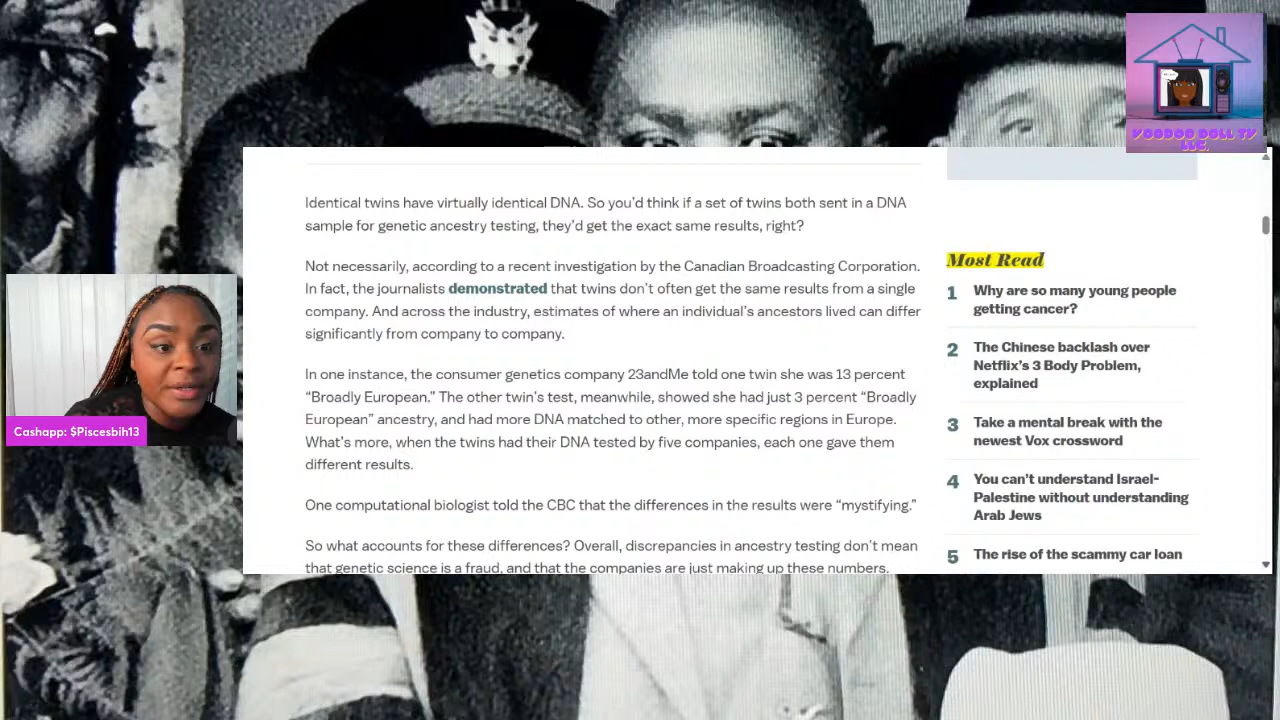 VOODOO DOLL TV
LLC.
Identical twins have virtually identical DNA. So you'd think if a set of twins both sent in a DNA
sample for genetic ancestry testing, they'd get the exact same results, right?
Not necessarily, according to a recent investigation by the Canadian Broadcasting Corporation.
In fact, the journalists demonstrated that twins don't often get the same results from a single
company. And across the industry, estimates of where an individual's ancestors lived can differ
significantly from company to company.
In one instance, the consumer genetics company 23andMe told one twin she was 13 percent
“Broadly European.” The other twin's test, meanwhile, showed she had just 3 percent “Broadly
European” ancestry, and had more DNA matched to other, more specific regions in Europe.
What's more, when the twins had their DNA tested by five companies, each one gave them
different results.
One computational biologist told the CBC that the differences in the results were “mystifying.”
So what accounts for these differences? Overall, discrepancies in ancestry testing don't mean
that genetic science is a fraud, and that the companies are just making up these numbers.
Most Read
1 Why are so many young people
getting cancer?
2 The Chinese backlash over
Netflix's 3 Body Problem,
explained
3 Take a mental break with the
newest Vox crossword
4 You can't understand Israel-
Palestine without understanding
Arab Jews
5 The rise of the scammy car loan
Cashapp: $Piscesbih13